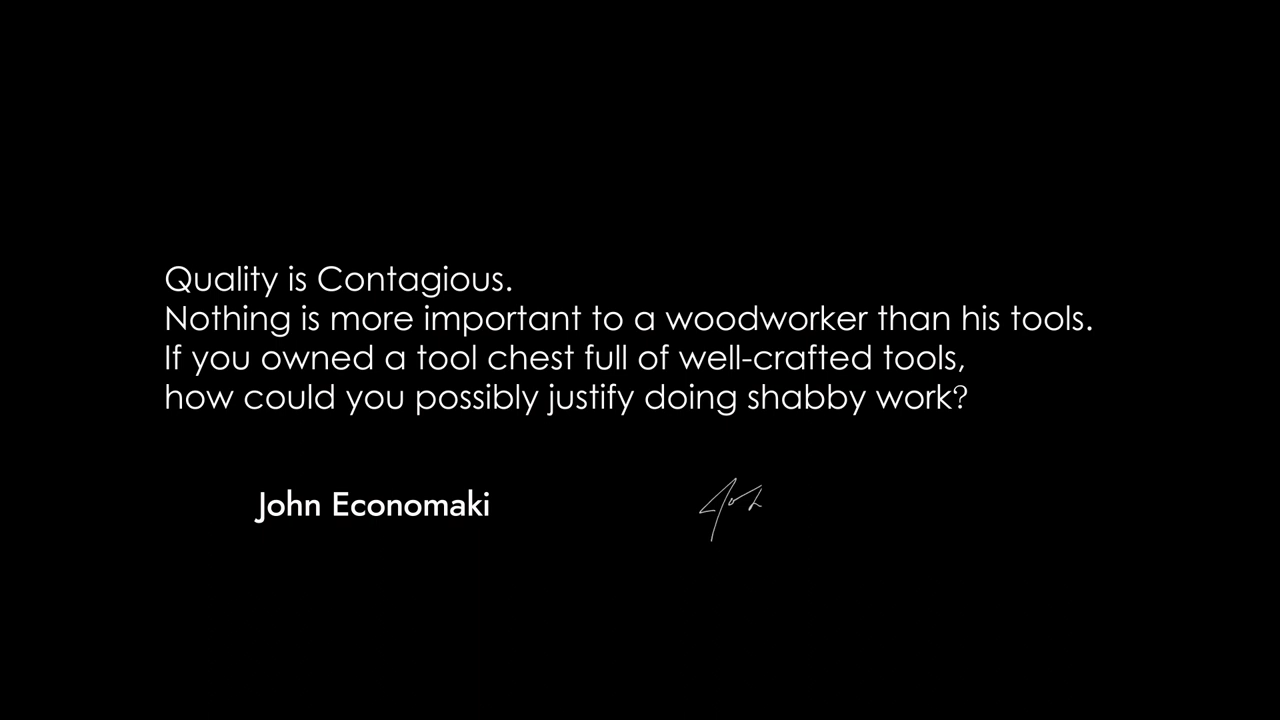 Quality is Contagious.
Nothing is more important to a woodworker than his tools.
If you owned a tool chest full of well-crafted tools,
how could you possibly justify doing shabby work?
John Economaki